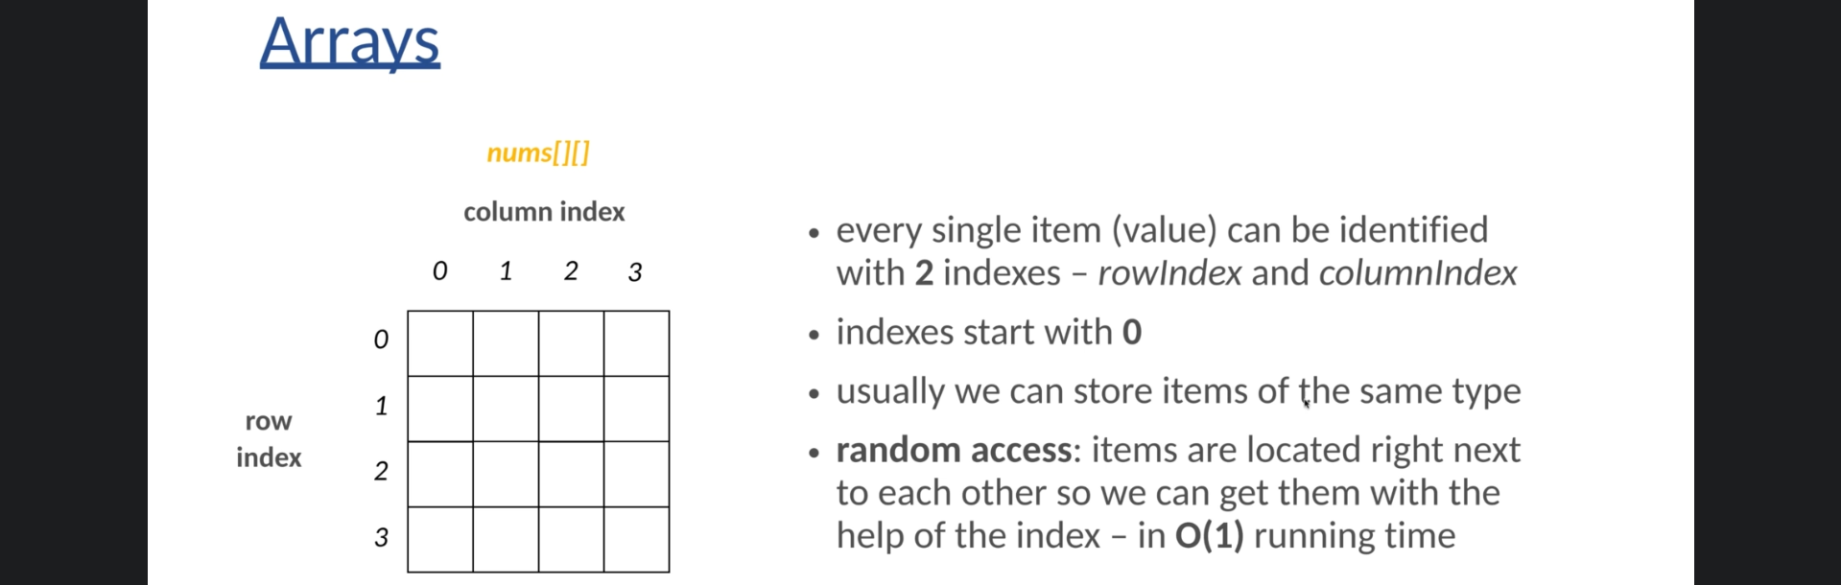 Arrays
nums[][]
column index
0 1 2 3
0
1
row
index
2
3
• every single item (value) can be identified
with 2 indexes – rowIndex and columnIndex
• indexes start with 0
• usually we can store items of the same type
• random access: items are located right next
to each other so we can get them with the
help of the index – in O(1) running time